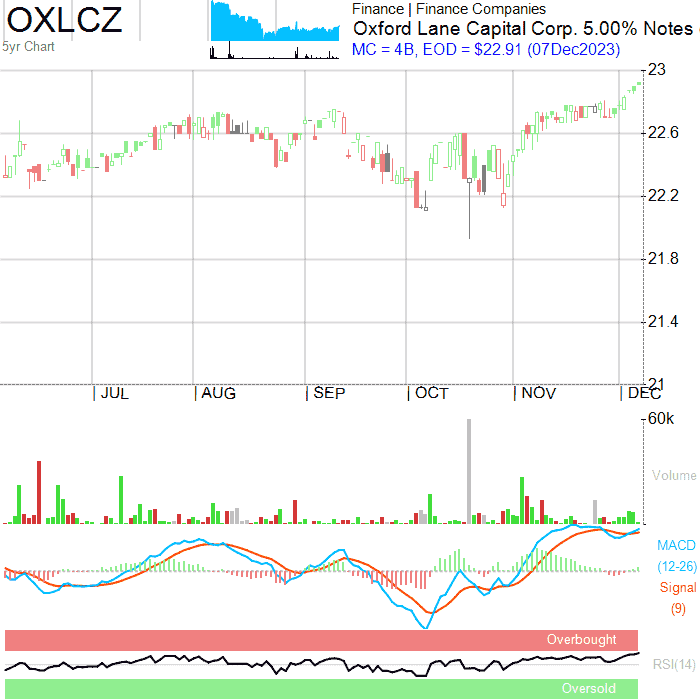 OXLCZ
5yr Chart
Finance | Finance Companies
Oxford Lane Capital Corp. 5.00% Notes
MC = 4B, EOD = $22.91 (07Dec2023)
23
22.6
22.2
21.8
21.4
21
JUL AUG SEP OCT NOV DEC
60k
Volume
MACD
(12-26)
Signal
(9)
Overbought
RSI(14)
Oversold